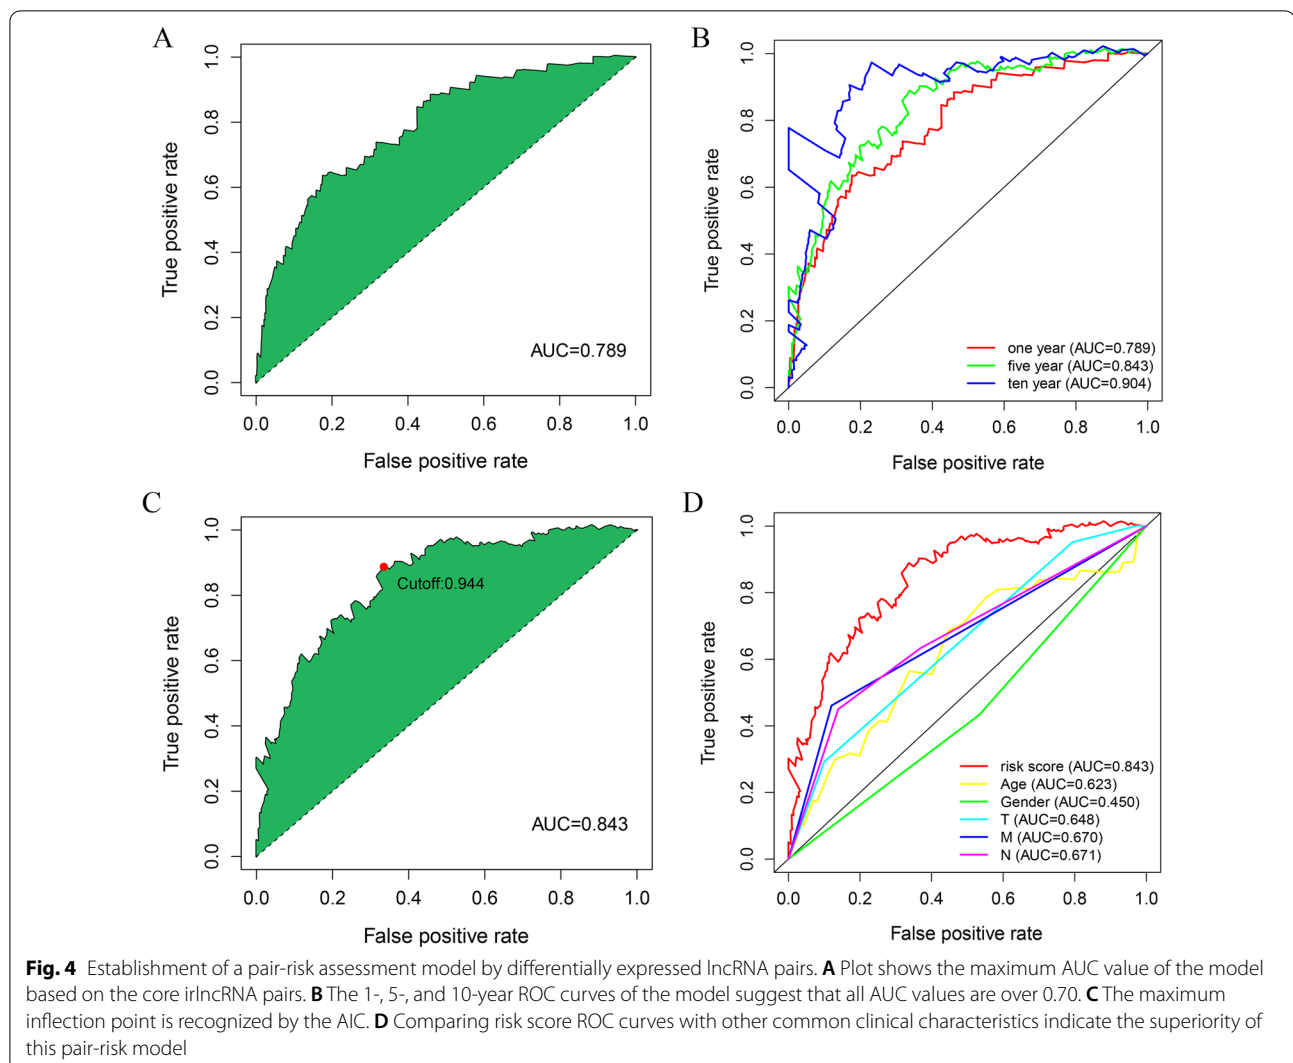 A
True positive rate
1.0
0.8
0.6
0.4
0.2
0.0
AUC=0.789
0.0 0.2 0.4 0.6 0.8 1.0
False positive rate
B
True positive rate
1.0
0.8
0.6
0.4
0.2
0.0
one year (AUC=0.789)
five year (AUC=0.843)
ten year (AUC=0.904)
0.0 0.2 0.4 0.6 0.8 1.0
False positive rate
C
True positive rate
1.0
0.8
0.6
0.4
0.2
0.0
Cutoff:0.944
AUC=0.843
0.0 0.2 0.4 0.6 0.8 1.0
False positive rate
D
True positive rate
1.0
0.8
0.6
0.4
0.2
0.0
risk score (AUC=0.843)
Age (AUC=0.623)
Gender (AUC=0.450)
T (AUC=0.648)
M (AUC=0.670)
N (AUC=0.671)
0.0 0.2 0.4 0.6 0.8 1.0
False positive rate
Fig. 4 Establishment of a pair-risk assessment model by differentially expressed lncRNA pairs. A Plot shows the maximum AUC value of the model
based on the core irlncRNA pairs. B The 1-, 5-, and 10-year ROC curves of the model suggest that all AUC values are over 0.70. C The maximum
inflection point is recognized by the AIC. D Comparing risk score ROC curves with other common clinical characteristics indicate the superiority of
this pair-risk model